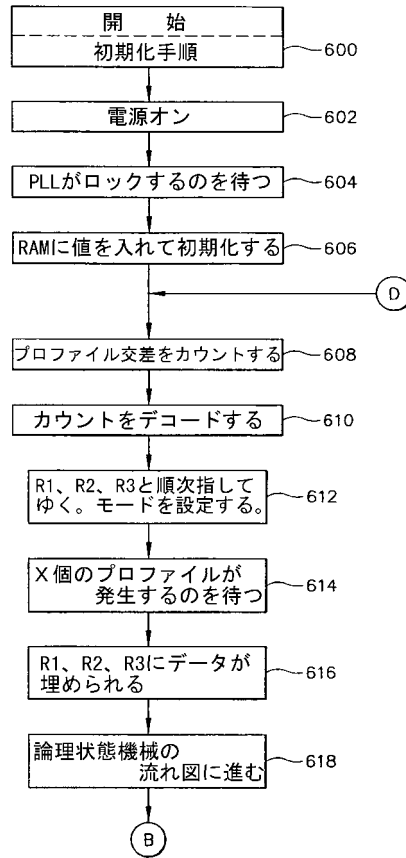 開 始
初期化手順
600
電源オン
602
PLLがロックするのを待つ
604
RAMに値を入れて初期化する
606
D
プロファイル交差をカウントする
608
カウントをデコードする
610
R1、R2、R3と順次指して
ゆく。モードを設定する。
612
X個のプロファイルが
発生するのを待つ
614
R1、R2、R3にデータが
埋められる
616
論理状態機械の
流れ図に進む
618
B